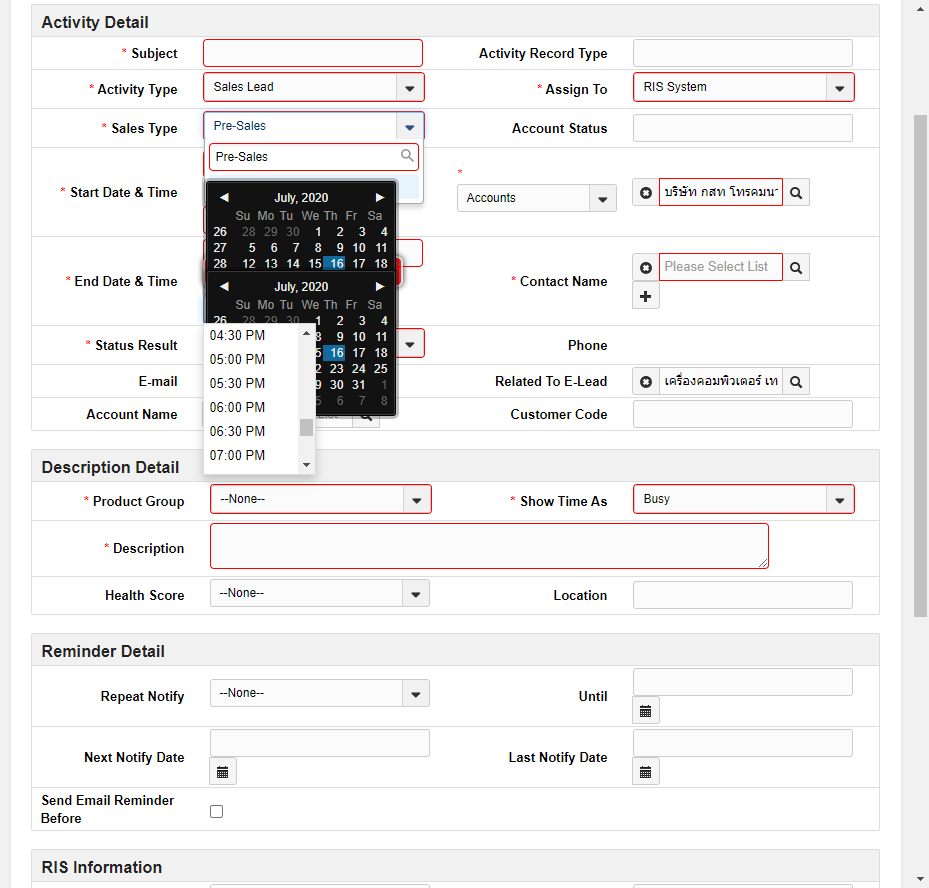 Activity Detail
* Subject
Activity Record Type
* Activity Type Sales Lead
* Assign To RIS System
* Sales Type Pre-Sales
Account Status
Pre-Sales
* Start Date & Time
*
Accounts
บริษัท กสท โทรคมน
July, 2020
Su Mo Tu We Th Fr Sa
26 28 29 30 1 2 3 4
27 5 6 7 8 9 10 11
28 12 13 14 15 16 17 18
* End Date & Time
* Contact Name Please Select List
July, 2020
Su Mo Tu We Th Fr Sa
26 28 29 30 1 2 3 4
8 9 10 11
5 16 17 18
2 23 24 25
9 30 31 1
5 6 7 8
04:30 PM
05:00 PM
05:30 PM
06:00 PM
06:30 PM
07:00 PM
* Status Result
Phone
E-mail
Related To E-Lead เครื่องคอมพิวเตอร์ เท
Account Name
Customer Code
Description Detail
* Product Group --None--
* Show Time As Busy
* Description
Health Score --None--
Location
Reminder Detail
Repeat Notify --None--
Until
Next Notify Date
Last Notify Date
Send Email Reminder
Before
RIS Information